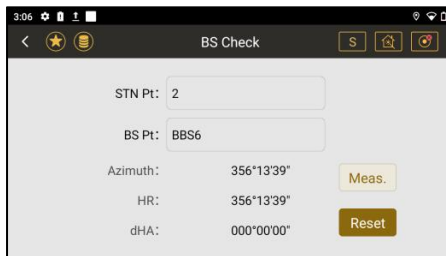 3:06
BS Check
S
STN Pt: 2
BS Pt: BBS6
Azimuth: 356°13'39"
Meas.
HR: 356°13'39"
Reset
dHA: 000°00'00"